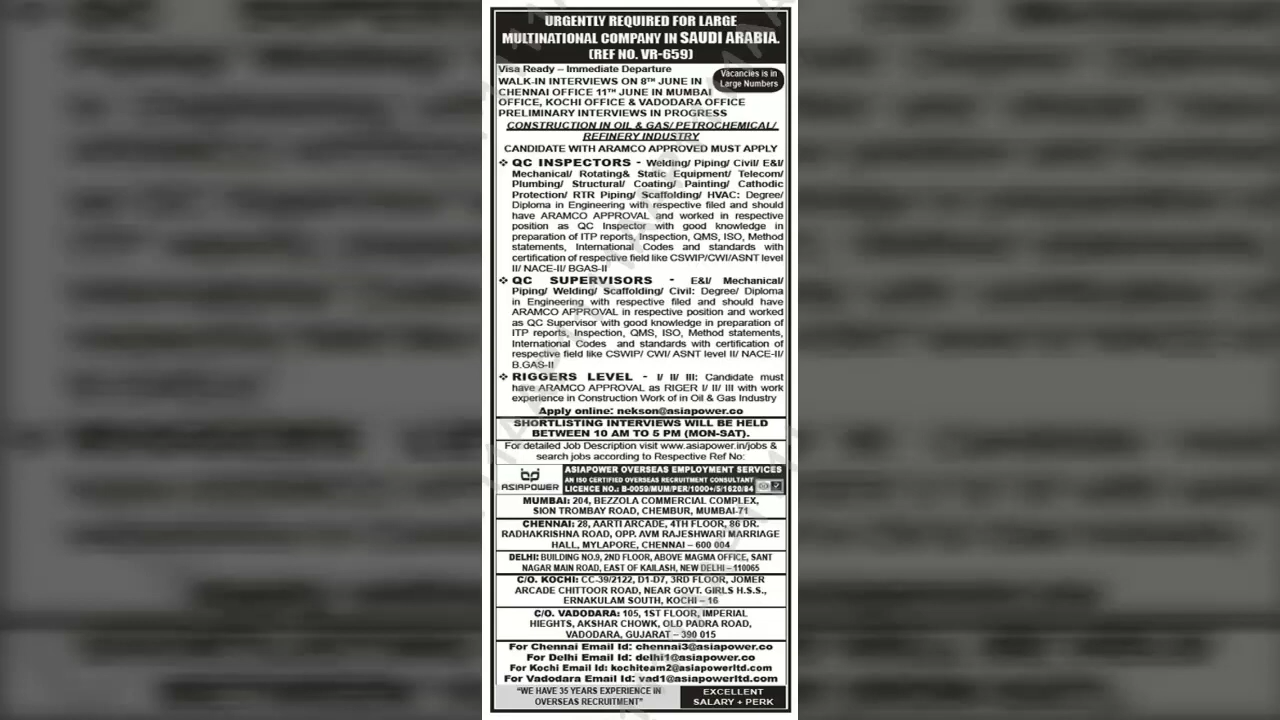 URGENTLY REQUIRED FOR LARGE
MULTINATIONAL COMPANY IN SAUDI ARABIA.
(REF NO. VR-659)
Visa Ready – Immediate Departure
Vacancies is in
Large Numbers
WALK-IN INTERVIEWS ON 8TH JUNE IN
CHENNAI OFFICE 11TH JUNE IN MUMBAI
OFFICE, KOCHI OFFICE & VADODARA OFFICE
PRELIMINARY INTERVIEWS IN PROGRESS
CONSTRUCTION IN OIL & GAS/ PETROCHEMICAL/
REFINERY INDUSTRY
CANDIDATE WITH ARAMCO APPROVED MUST APPLY
❖ QC INSPECTORS - Welding/ Piping/ Civil/ E&I/
Mechanical/ Rotating& Static Equipment/ Telecom/
Plumbing/ Structural/ Coating/ Painting/ Cathodic
Protection/ RTR Piping/ Scaffolding/ HVAC: Degree/
Diploma in Engineering with respective filed and should
have ARAMCO APPROVAL and worked in respective
position as QC Inspector with good knowledge in
preparation of ITP reports, Inspection, QMS, ISO, Method
statements, International Codes and standards with
certification of respective field like CSWIP/CWI/ASNT level
II/ NACE-II/ BGAS-II
❖ QC SUPERVISORS - E&I/ Mechanical/
Piping/ Welding/ Scaffolding/ Civil: Degree/ Diploma
in Engineering with respective filed and should have
ARAMCO APPROVAL in respective position and worked
as QC Supervisor with good knowledge in preparation of
ITP reports, Inspection, QMS, ISO, Method statements,
International Codes and standards with certification of
respective field like CSWIP/ CWI/ ASNT level II/ NACE-II/
B.GAS-II
❖ RIGGERS LEVEL - I/ II/ III: Candidate must
have ARAMCO APPROVAL as RIGER I/ II/ III with work
experience in Construction Work of in Oil & Gas Industry
Apply online: nekson@asiapower.co
SHORTLISTING INTERVIEWS WILL BE HELD
BETWEEN 10 AM TO 5 PM (MON-SAT).
For detailed Job Description visit www.asiapower.in/jobs &
search jobs according to Respective Ref No:
ASIAPOWER
ASIAPOWER OVERSEAS EMPLOYMENT SERVICES
AN ISO CERTIFIED OVERSEAS RECRUITMENT CONSULTANT
LICENCE NO.: B-0059/MUM/PER/1000+/5/1620/84
MUMBAI: 204, BEZZOLA COMMERCIAL COMPLEX,
SION TROMBAY ROAD, CHEMBUR, MUMBAI-71
CHENNAI: 28, AARTI ARCADE, 4TH FLOOR, 86 DR.
RADHAKRISHNA ROAD, OPP. AVM RAJESHWARI MARRIAGE
HALL, MYLAPORE, CHENNAI – 600 004
DELHI: BUILDING NO.9, 2ND FLOOR, ABOVE MAGMA OFFICE, SANT
NAGAR MAIN ROAD, EAST OF KAILASH, NEW DELHI – 110065
C/O. KOCHI: CC-39/2122, D1-D7, 3RD FLOOR, JOMER
ARCADE CHITTOOR ROAD, NEAR GOVT. GIRLS H.S.S.,
ERNAKULAM SOUTH, KOCHI – 16
C/O. VADODARA: 105, 1ST FLOOR, IMPERIAL
HIEGHTS, AKSHAR CHOWK, OLD PADRA ROAD,
VADODARA, GUJARAT – 390 015
For Chennai Email Id: chennai3@asiapower.co
For Delhi Email Id: delhi1@asiapower.co
For Kochi Email Id: kochiteam2@asiapowerltd.com
For Vadodara Email Id: vad1@asiapowerltd.com
"WE HAVE 35 YEARS EXPERIENCE IN
OVERSEAS RECRUITMENT"
EXCELLENT
SALARY + PERK